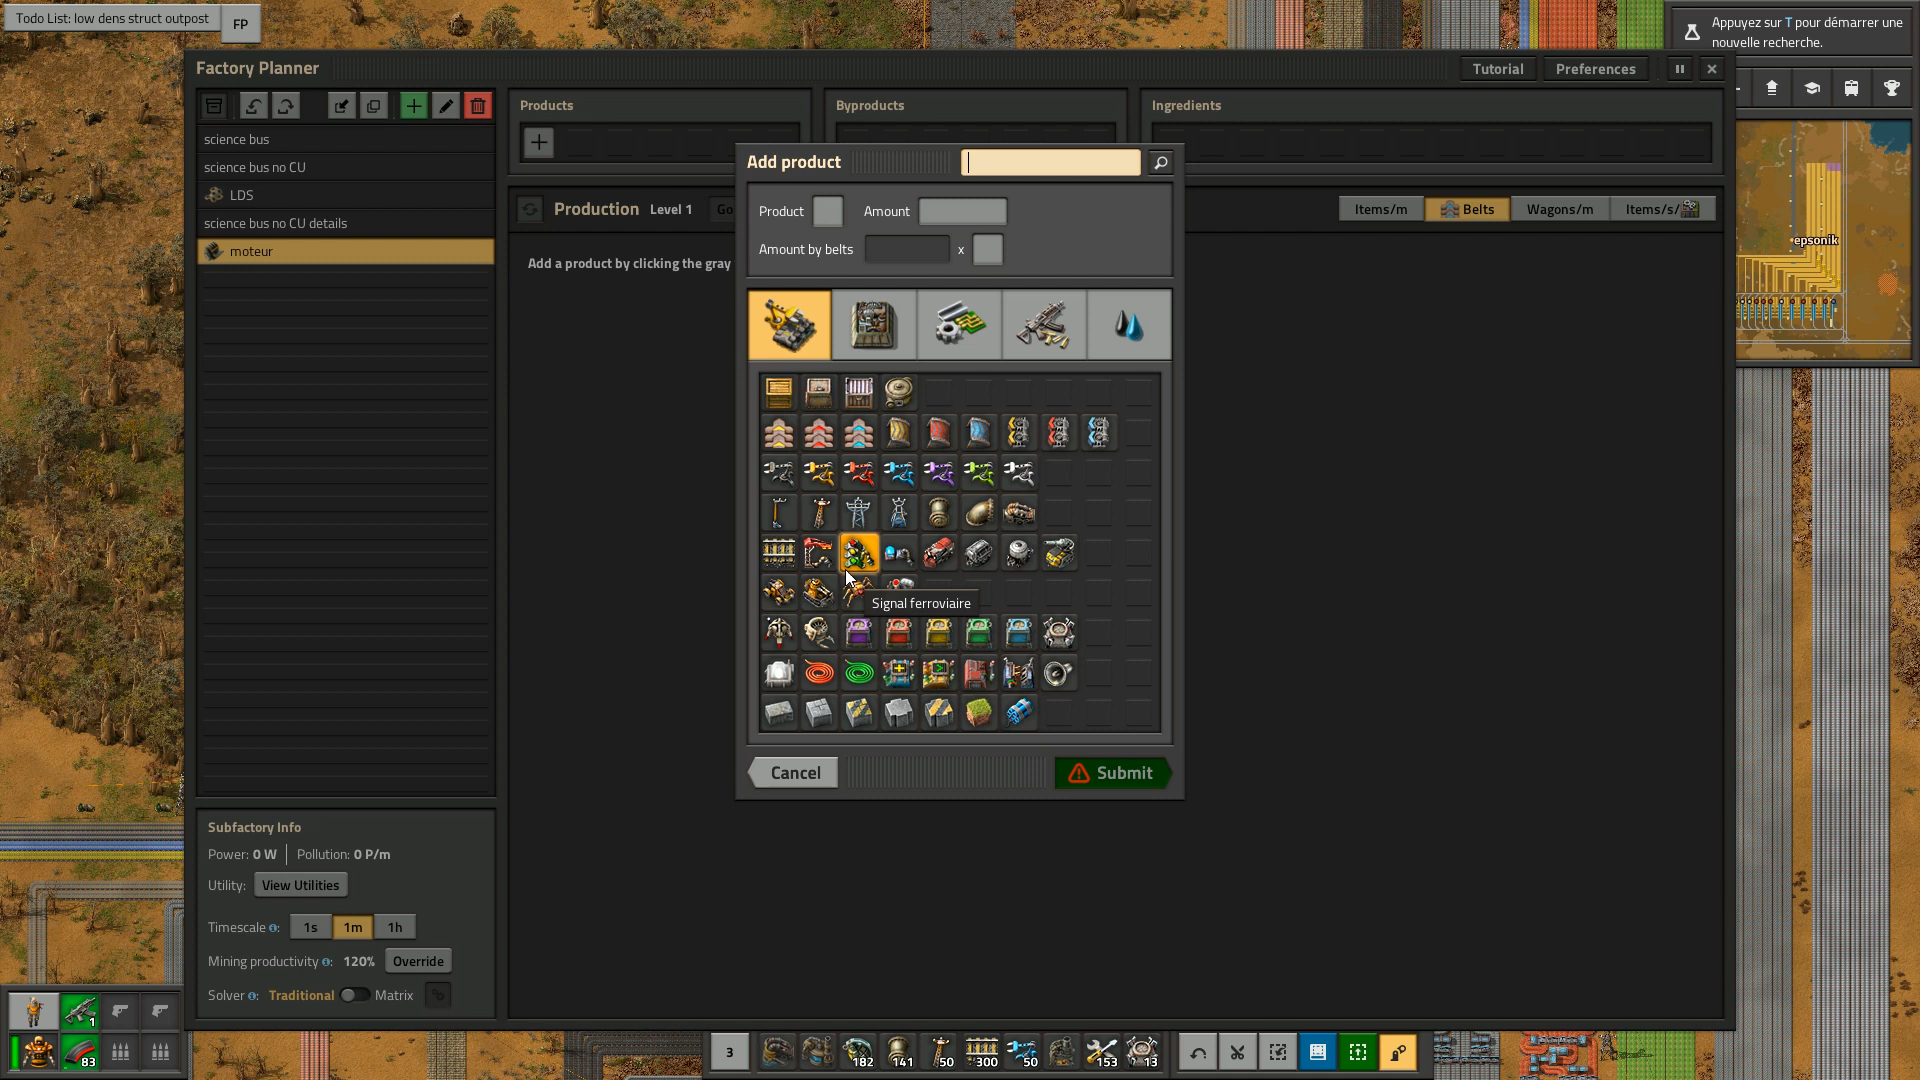 Todo List: low dens struct outpost
FP
Appuyez sur T pour démarrer une
nouvelle recherche.
Factory Planner
Tutorial
Preferences
science bus
science bus no CU
LDS
science bus no CU details
moteur
Products
Byproducts
Ingredients
Production
Level 1
Go
Items/m
Belts
Wagons/m
Items/s/
Add a product by clicking the gray
Add product
Product
Amount
Amount by belts
x
Signal ferroviaire
Cancel
Submit
epsonik
Subfactory Info
Power: 0 W
Pollution: 0 P/m
Utility:
View Utilities
Timescale
1s
1m
1h
Mining productivity
120%
Override
Solver
Traditional
Matrix
1
83
3
182
141
50
300
50
153
13